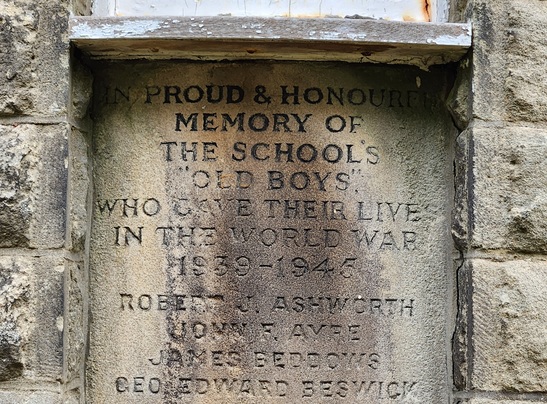 IN PROUD & HONOURED
MEMORY OF
THE SCHOOL'S
"OLD BOYS"
WHO GAVE THEIR LIVES
IN THE WORLD WAR
1939-1945
ROBERT J. ASHWORTH
JOHN F. AYRE
JAMES BEDDOWS
GEO. EDWARD BESWICK